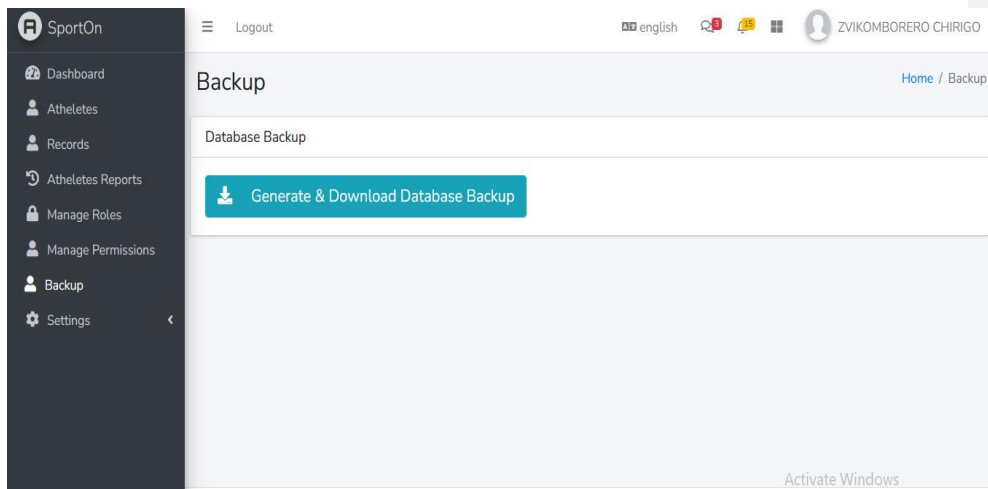 SportOn
Logout
english 3 15 ZVIKOMBORERO CHIRIGO
Dashboard
Atheletes
Records
Atheletes Reports
Manage Roles
Manage Permissions
Backup
Settings
Backup
Home / Backup
Database Backup
Generate & Download Database Backup
Activate Windows